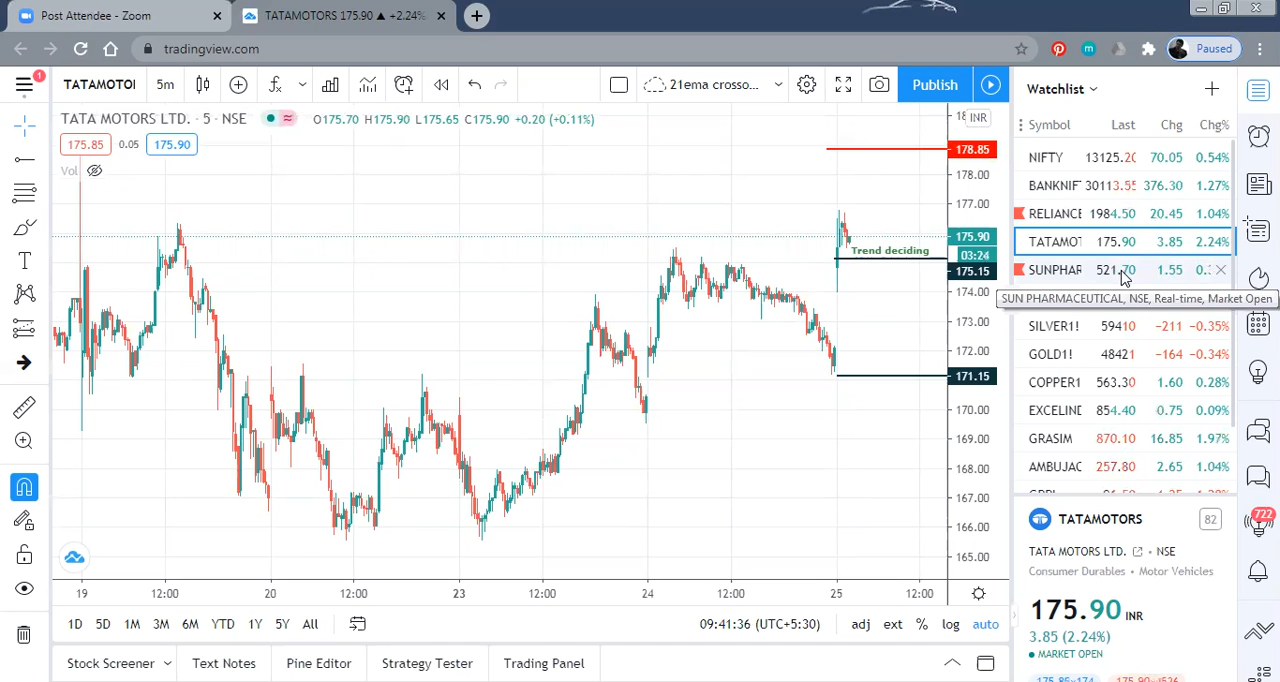 Post Attendee - Zoom
TATAMOTORS 175.90 ▲ +2.24%
tradingview.com
Paused
1
TATAMOTOI
5m
21ema crosso...
Publish
Watchlist
TATA MOTORS LTD. · 5 · NSE
O175.70 H175.90 L175.65 C175.90 +0.20 (+0.11%)
175.85 0.05 175.90
Vol
INR
178.85
178.00
177.00
175.90
03:24
175.15
174.00
173.00
172.00
171.15
170.00
169.00
168.00
167.00
166.00
165.00
Trend deciding
19 12:00 20 12:00 23 12:00 24 12:00 25 12:00
1D 5D 1M 3M 6M YTD 1Y 5Y All
09:41:36 (UTC+5:30)
adj ext % log auto
Stock Screener Text Notes Pine Editor Strategy Tester Trading Panel
Symbol Last Chg Chg%
NIFTY 13125.20 70.05 0.54%
BANKNIF 30113.55 376.30 1.27%
RELIANCE 1984.50 20.45 1.04%
TATAMOT 175.90 3.85 2.24%
SUNPHAR 521.70 1.55
SUN PHARMACEUTICAL, NSE, Real-time, Market Open
SILVER1! 59410 −211 −0.35%
GOLD1! 48421 −164 −0.34%
COPPER1 563.30 1.60 0.28%
EXCELIND 854.40 0.75 0.09%
GRASIM 870.10 16.85 1.97%
AMBUJAC 257.80 2.65 1.04%
TATAMOTORS
82
TATA MOTORS LTD. · NSE
Consumer Durables • Motor Vehicles
175.90 INR
3.85 (2.24%)
MARKET OPEN
722